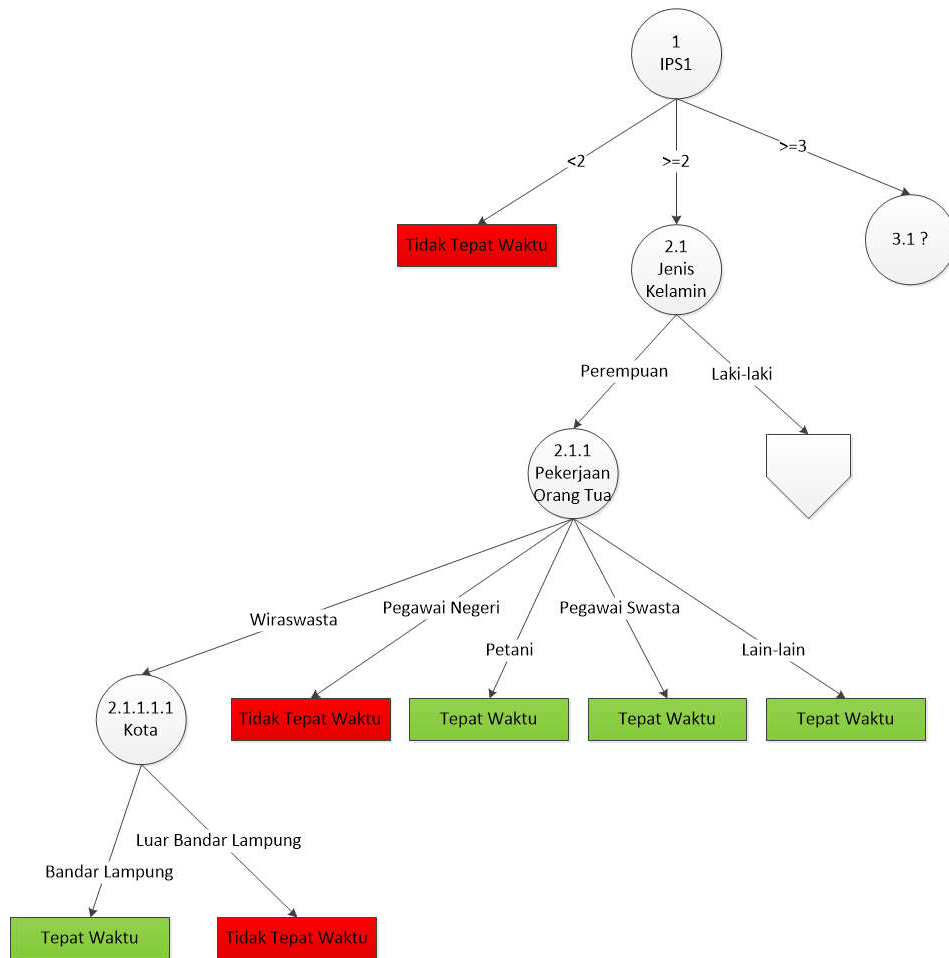 1
IPS1
<2
>=2
>=3
Tidak Tepat Waktu
2.1
Jenis
Kelamin
3.1 ?
Perempuan
Laki-laki
2.1.1
Pekerjaan
Orang Tua
Wiraswasta
Pegawai Negeri
Petani
Pegawai Swasta
Lain-lain
2.1.1.1.1
Kota
Tidak Tepat Waktu
Tepat Waktu
Tepat Waktu
Tepat Waktu
Luar Bandar Lampung
Bandar Lampung
Tepat Waktu
Tidak Tepat Waktu